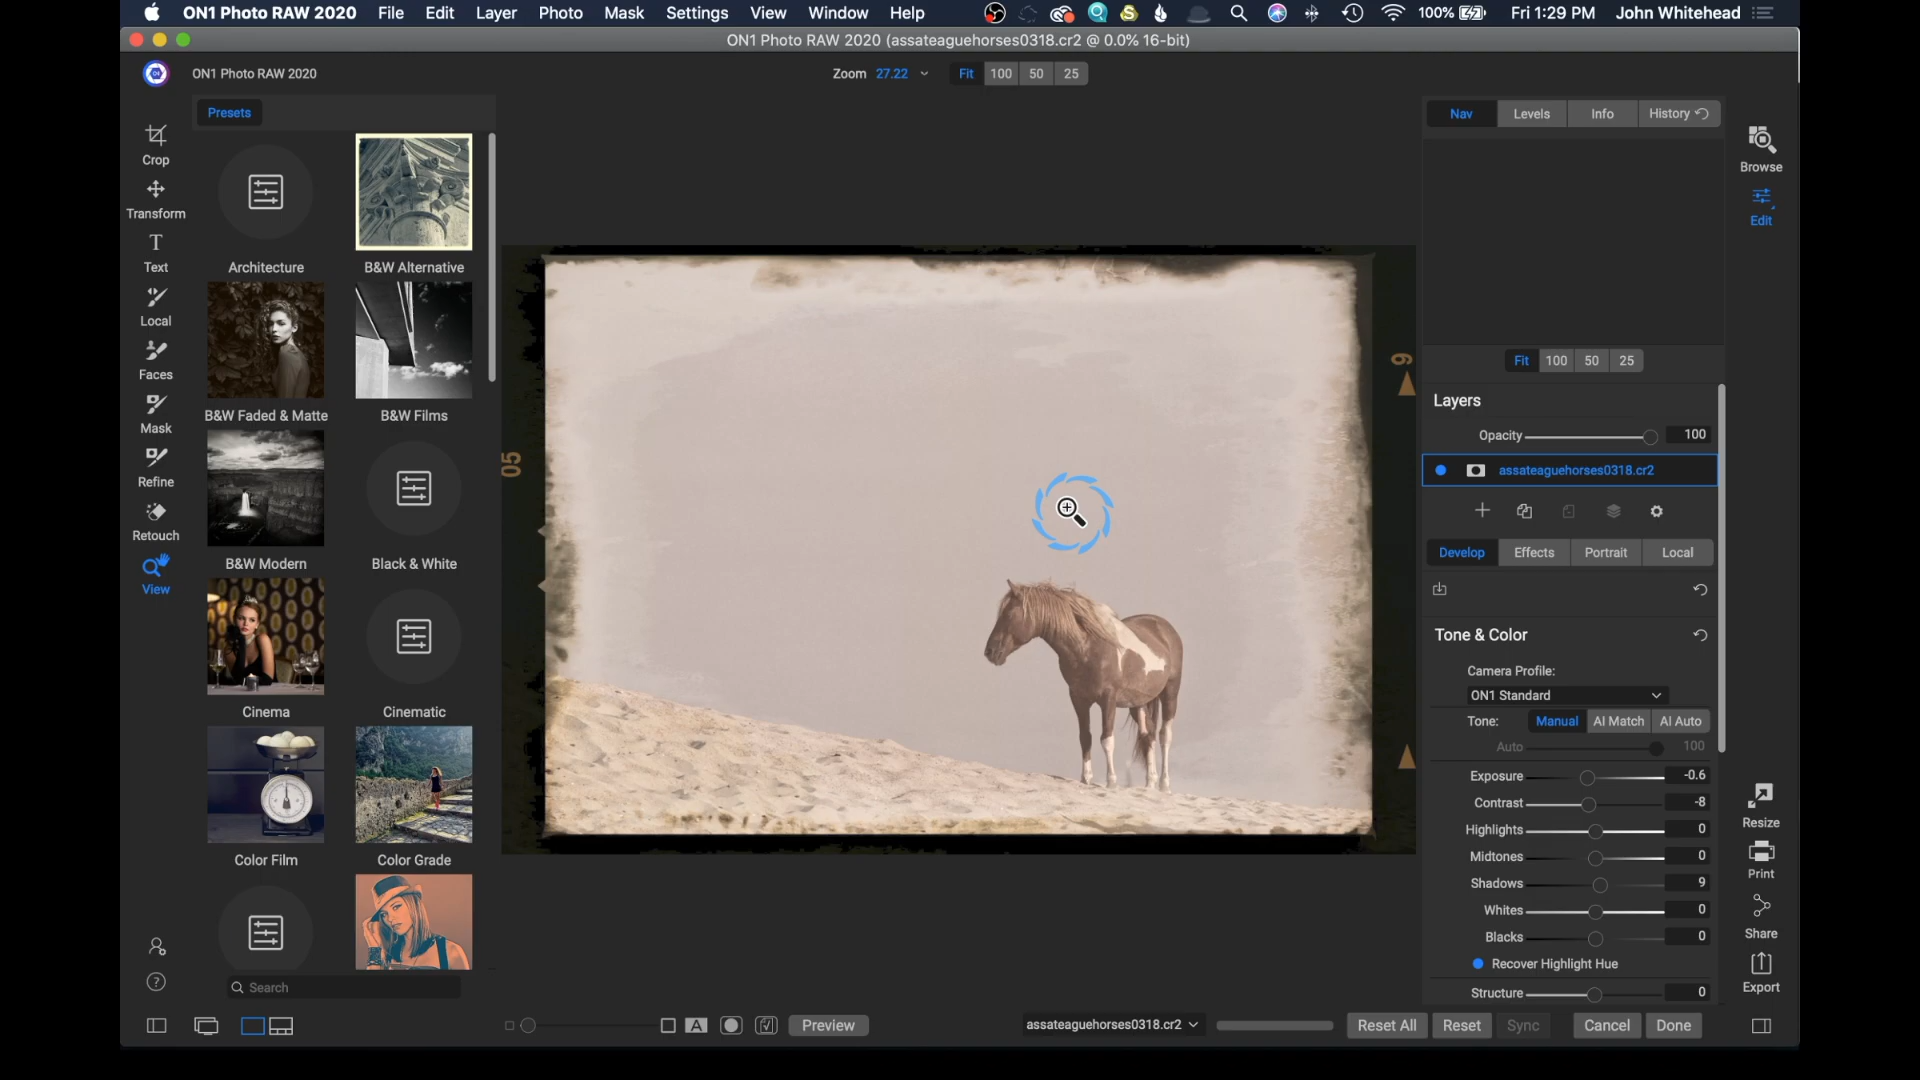 ON1 Photo RAW 2020 File Edit Layer Photo Mask Settings View Window Help 100% Fri 1:29 PM John Whitehead
ON1 Photo RAW 2020 (assateaguehorses0318.cr2 @ 0.0% 16-bit)
ON1 Photo RAW 2020
Zoom 27.22 Fit 100 50 25
Presets
Crop
Transform
Text
Local
Faces
Mask
Refine
Retouch
View
Architecture
B&W Alternative
B&W Faded & Matte
B&W Films
B&W Modern
Black & White
Cinema
Cinematic
Color Film
Color Grade
Search
05
6
Nav Levels Info History
Fit 100 50 25
Layers
Opacity 100
assateaguehorses0318.cr2
Develop Effects Portrait Local
Tone & Color
Camera Profile:
ON1 Standard
Tone: Manual AI Match AI Auto
Auto 100
Exposure -0.6
Contrast -8
Highlights 0
Midtones 0
Shadows 9
Whites 0
Blacks 0
Recover Highlight Hue
Structure 0
Browse
Edit
Resize
Print
Share
Export
A Preview
assateaguehorses0318.cr2 Reset All Reset Sync Cancel Done